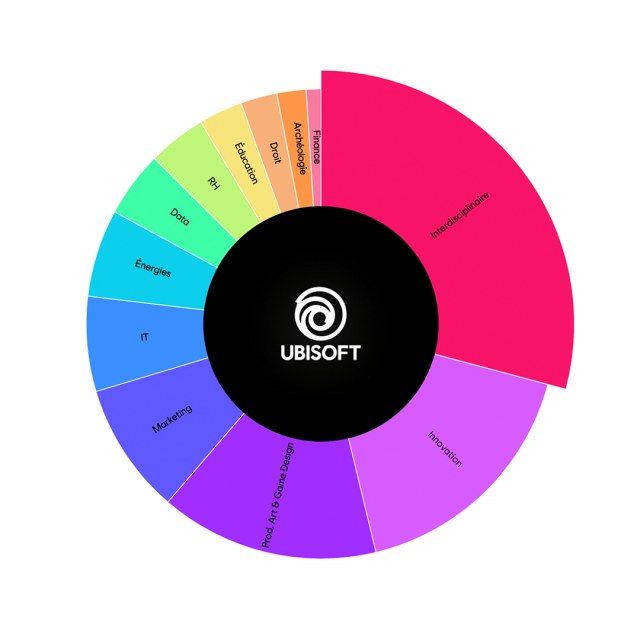 Interdisciplinaire
Innovation
Prod. Art & Game Design
Marketing
IT
Énergies
Data
RH
Éducation
Droit
Archéologie
Finance
UBISOFT